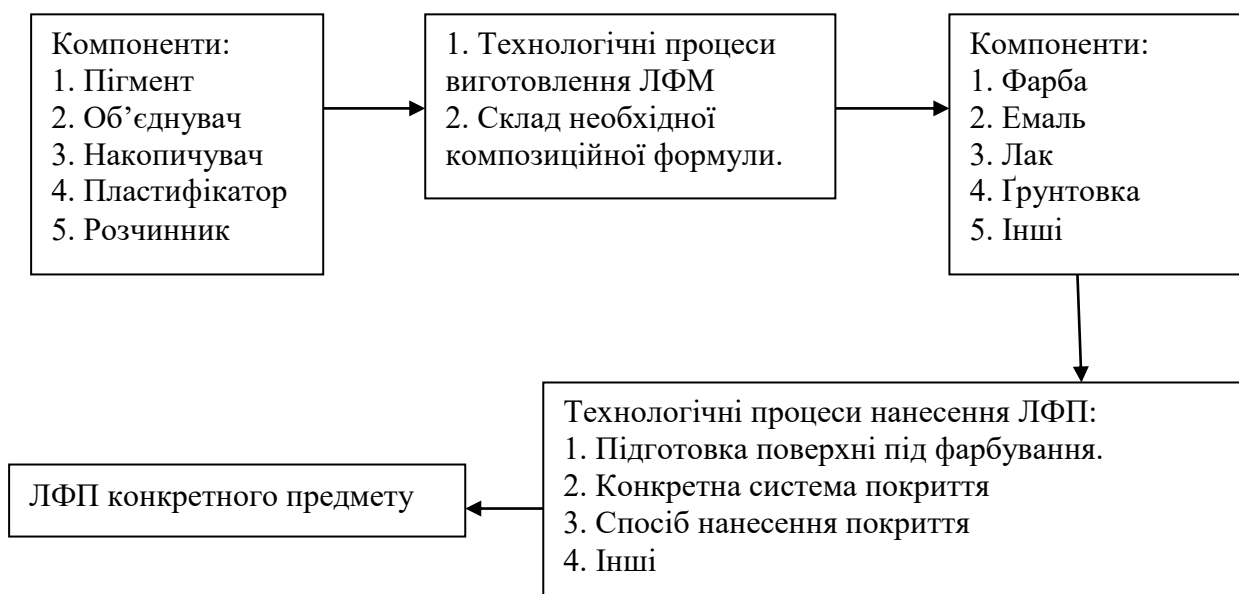 Компоненти:
1. Пігмент
2. Об’єднувач
3. Накопичувач
4. Пластифікатор
5. Розчинник
1. Технологічні процеси
виготовлення ЛФМ
2. Склад необхідної
композиційної формули.
Компоненти:
1. Фарба
2. Емаль
3. Лак
4. Ґрунтовка
5. Інші
Технологічні процеси нанесення ЛФП:
1. Підготовка поверхні під фарбування.
2. Конкретна система покриття
3. Спосіб нанесення покриття
4. Інші
ЛФП конкретного предмету